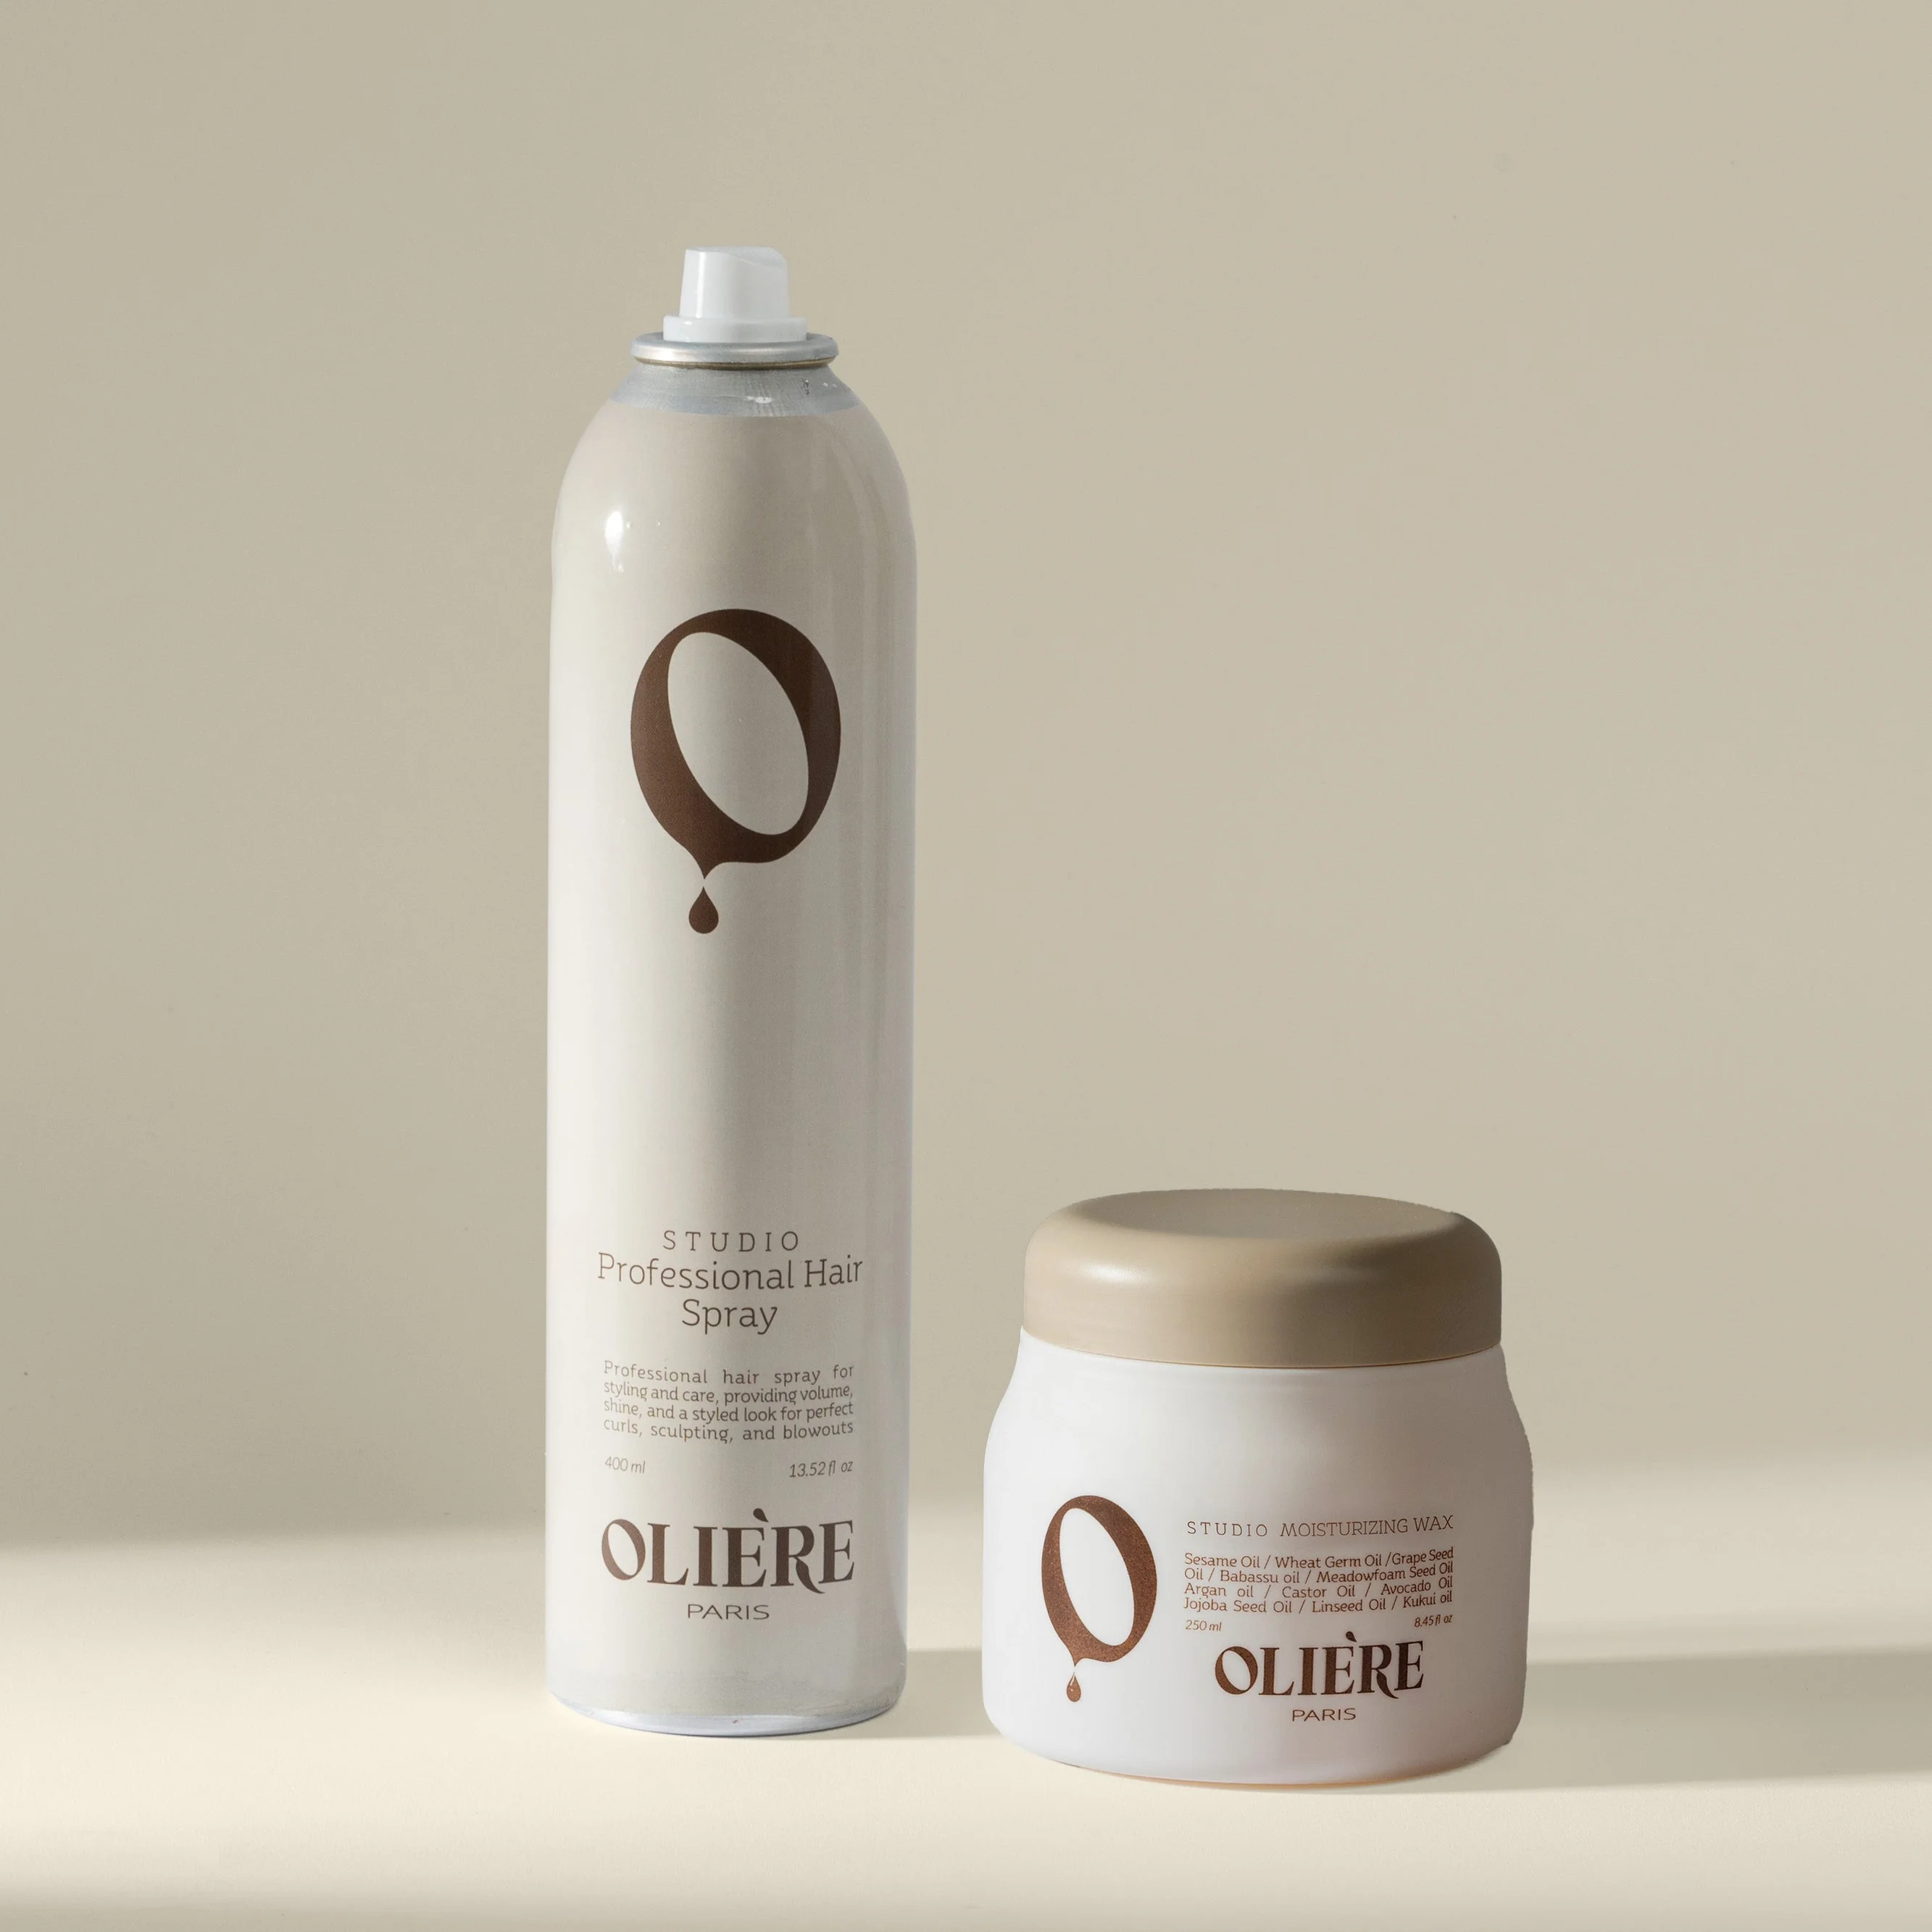 STUDIO
Professional Hair
Spray
Professional hair spray for
styling and care, providing volume,
shine, and a styled look for perfect
curls, sculpting, and blowouts
400 ml 13.52 fl oz
OLIÈRE
PARIS
STUDIO MOISTURIZING WAX
Sesame Oil / Wheat Germ Oil /Grape Seed
Oil / Babassu oil / Meadowfoam Seed Oil
Argan oil / Castor Oil / Avocado Oil
Jojoba Seed Oil / Linseed Oil / Kukui oil
250 ml 8.45 fl oz
OLIÈRE
PARIS